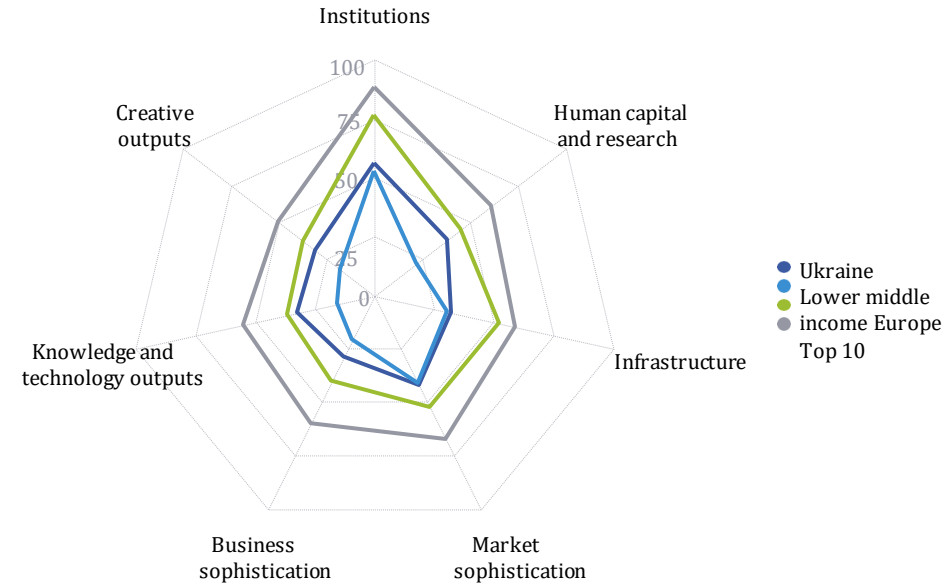 Institutions
100
Creative
outputs
Human capital
and research
75
50
25
0
Ukraine
Lower middle
income Europe
Top 10
Knowledge and
technology outputs
Infrastructure
Business
sophistication
Market
sophistication